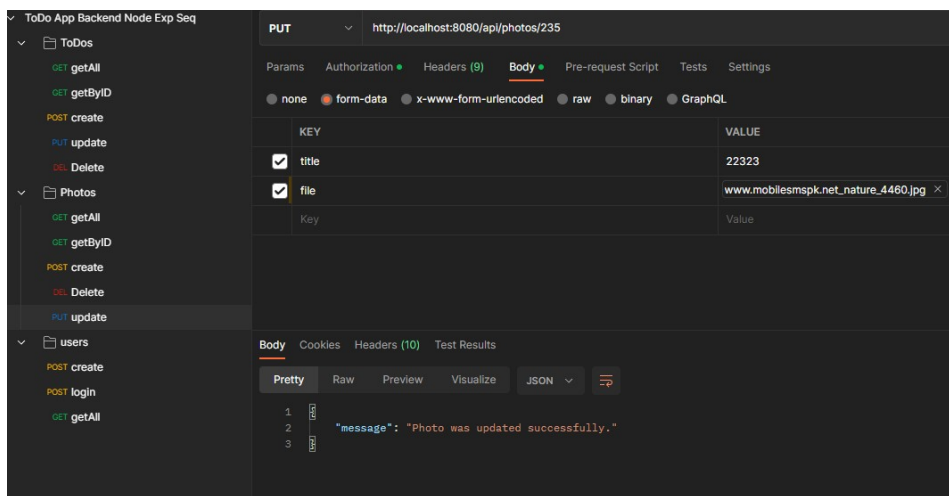 ToDo App Backend Node Exp Seq
ToDos
GET getAll
GET getByID
POST create
PUT update
DEL Delete
Photos
GET getAll
GET getByID
POST create
DEL Delete
PUT update
users
POST create
POST login
GET getAll
PUT http://localhost:8080/api/photos/235
Params Authorization Headers (9) Body Pre-request Script Tests Settings
none form-data x-www-form-urlencoded raw binary GraphQL
KEY VALUE
title 22323
file www.mobilesmspk.net_nature_4460.jpg ×
Key Value
Body Cookies Headers (10) Test Results
Pretty Raw Preview Visualize JSON
1 {
2 "message": "Photo was updated successfully."
3 }